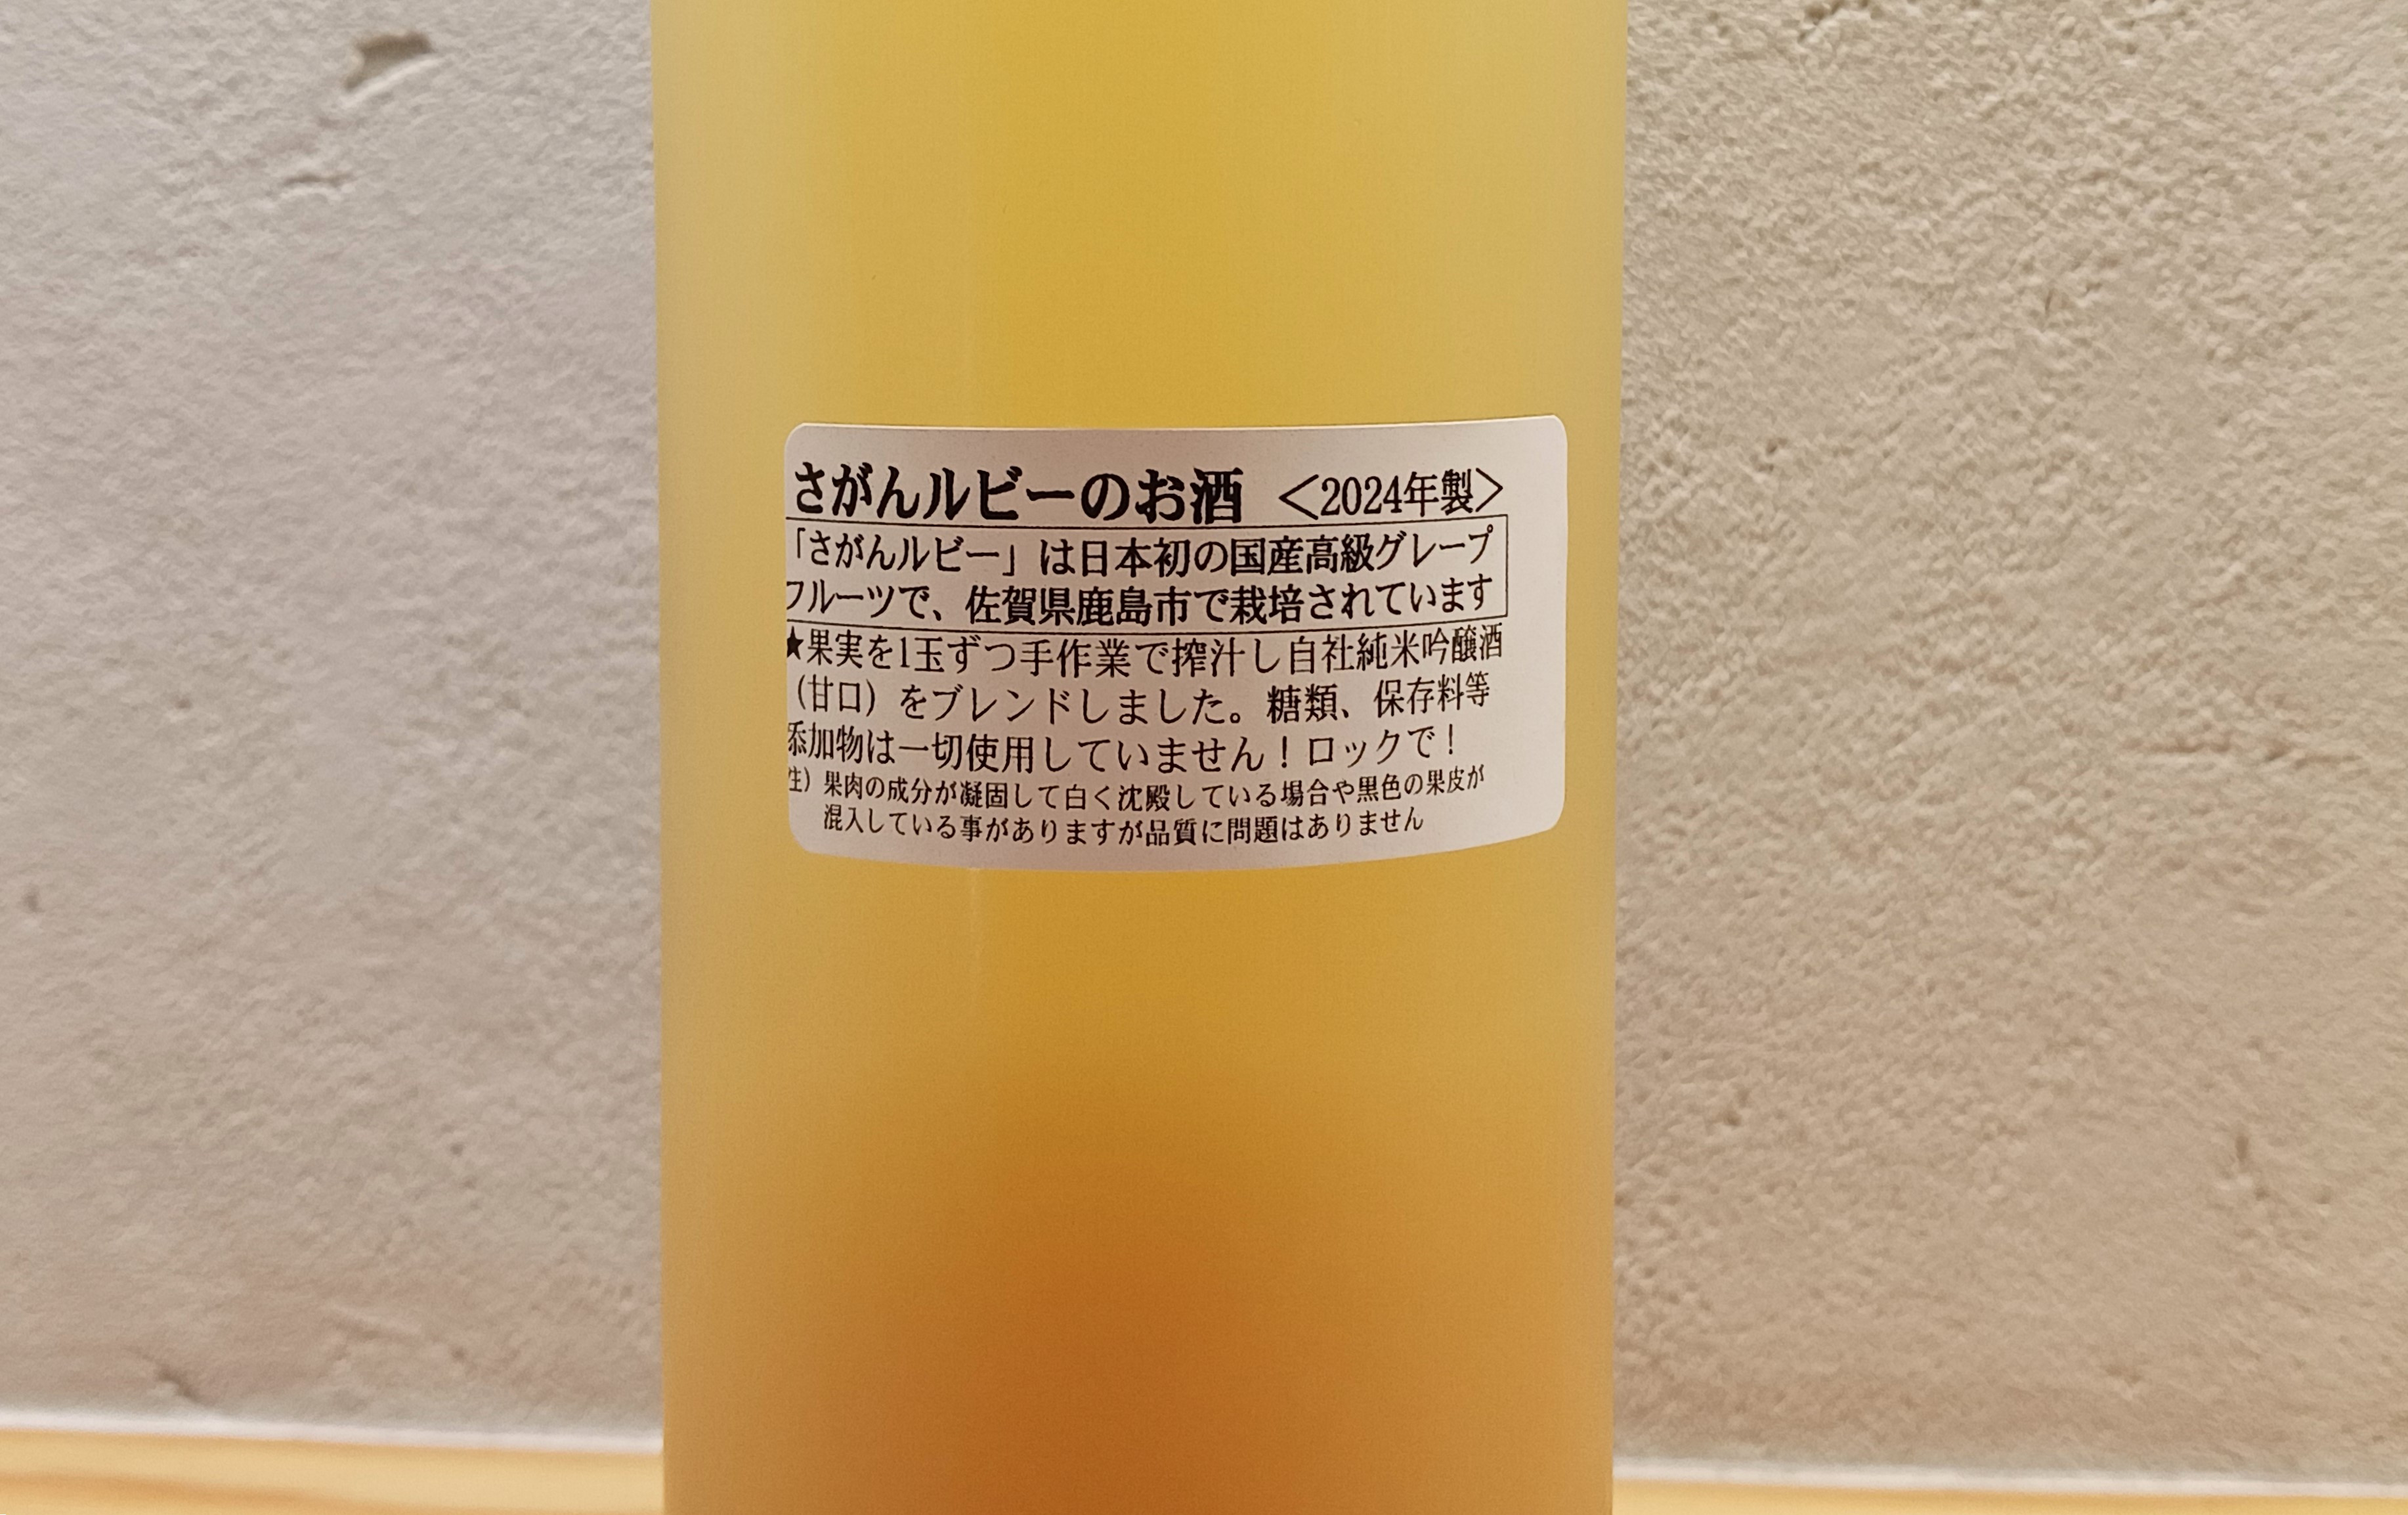 さがんルビーのお酒 <2024年製>
「さがんルビー」は日本初の国産高級グレープ
フルーツで、佐賀県鹿島市で栽培されています
★果実を1玉ずつ手作業で搾汁し自社純米吟醸酒
（甘口）をブレンドしました。糖類、保存料等
添加物は一切使用していません！ロックで！
注）果肉の成分が凝固して白く沈殿している場合や黒色の果皮が
混入している事がありますが品質に問題はありません